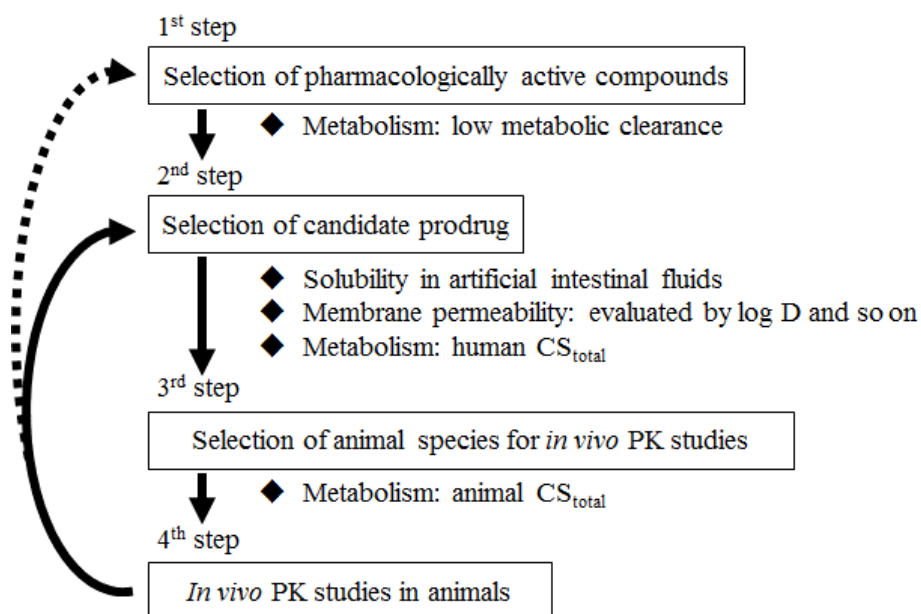 1st step
Selection of pharmacologically active compounds
◆ Metabolism: low metabolic clearance
2nd step
Selection of candidate prodrug
◆ Solubility in artificial intestinal fluids
◆ Membrane permeability: evaluated by log D and so on
◆ Metabolism: human CStotal
3rd step
Selection of animal species for in vivo PK studies
◆ Metabolism: animal CStotal
4th step
In vivo PK studies in animals